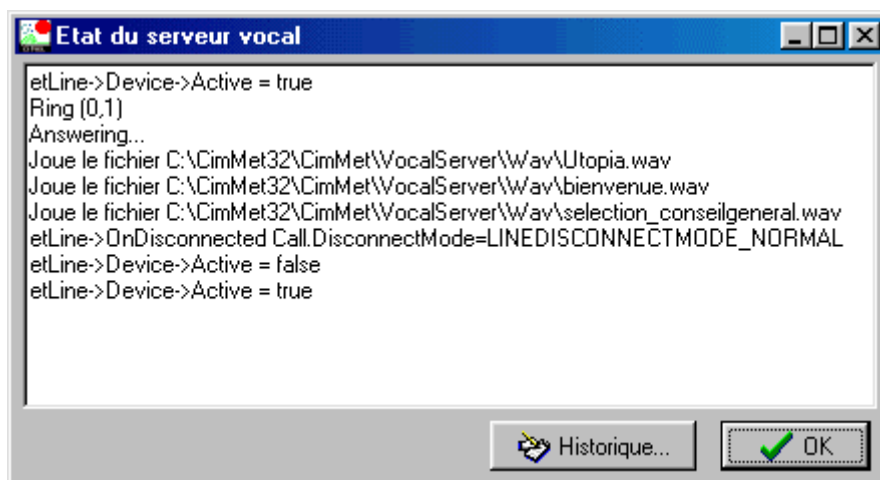 Etat du serveur vocal
etLine->Device->Active = true
Ring (0,1)
Answering...
Joue le fichier C:\CimMet32\CimMet\VocalServer\Wav\Utopia.wav
Joue le fichier C:\CimMet32\CimMet\VocalServer\Wav\bienvenue.wav
Joue le fichier C:\CimMet32\CimMet\VocalServer\Wav\selection_conseilgeneral.wav
etLine->OnDisconnected Call.DisconnectMode=LINEDISCONNECTMODE_NORMAL
etLine->Device->Active = false
etLine->Device->Active = true
Historique...
OK